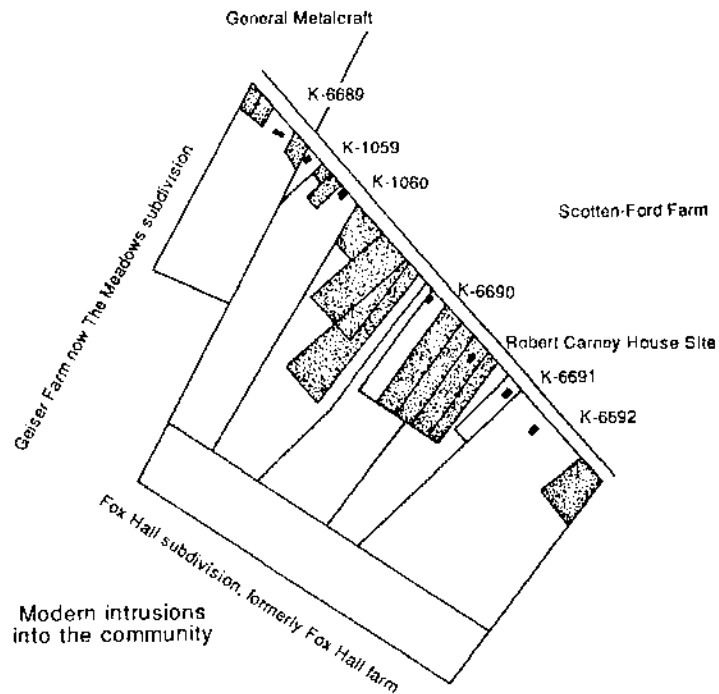 General Metalcraft
K-6689
K-1059
K-1060
Scotten-Ford Farm
Geiser Farm now The Meadows subdivision
K-6690
Robert Carney House Site
K-6691
K-6692
Fox Hall subdivision, formerly Fox Hall farm
Modern intrusions
into the community